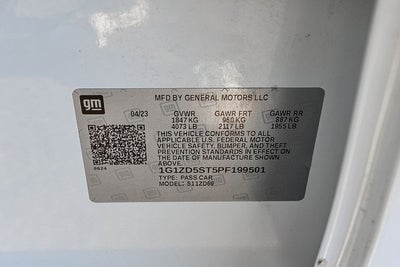 gm
MFD BY GENERAL MOTORS LLC
04/23 GVWR GAWR FRT GAWR RR
1847 KG 960 KG 887 KG
4073 LB 2117 LB 1955 LB
THIS VEHICLE CONFORMS TO ALL
APPLICABLE U.S. FEDERAL MOTOR
VEHICLE SAFETY, BUMPER, AND THEFT
PREVENTION STANDARDS IN EFFECT ON
THE DATE OF MANUFACTURE SHOWN
ABOVE.
1G1ZD5ST5PF199501
TYPE: PASS CAR
0624 MODEL: 511ZD69